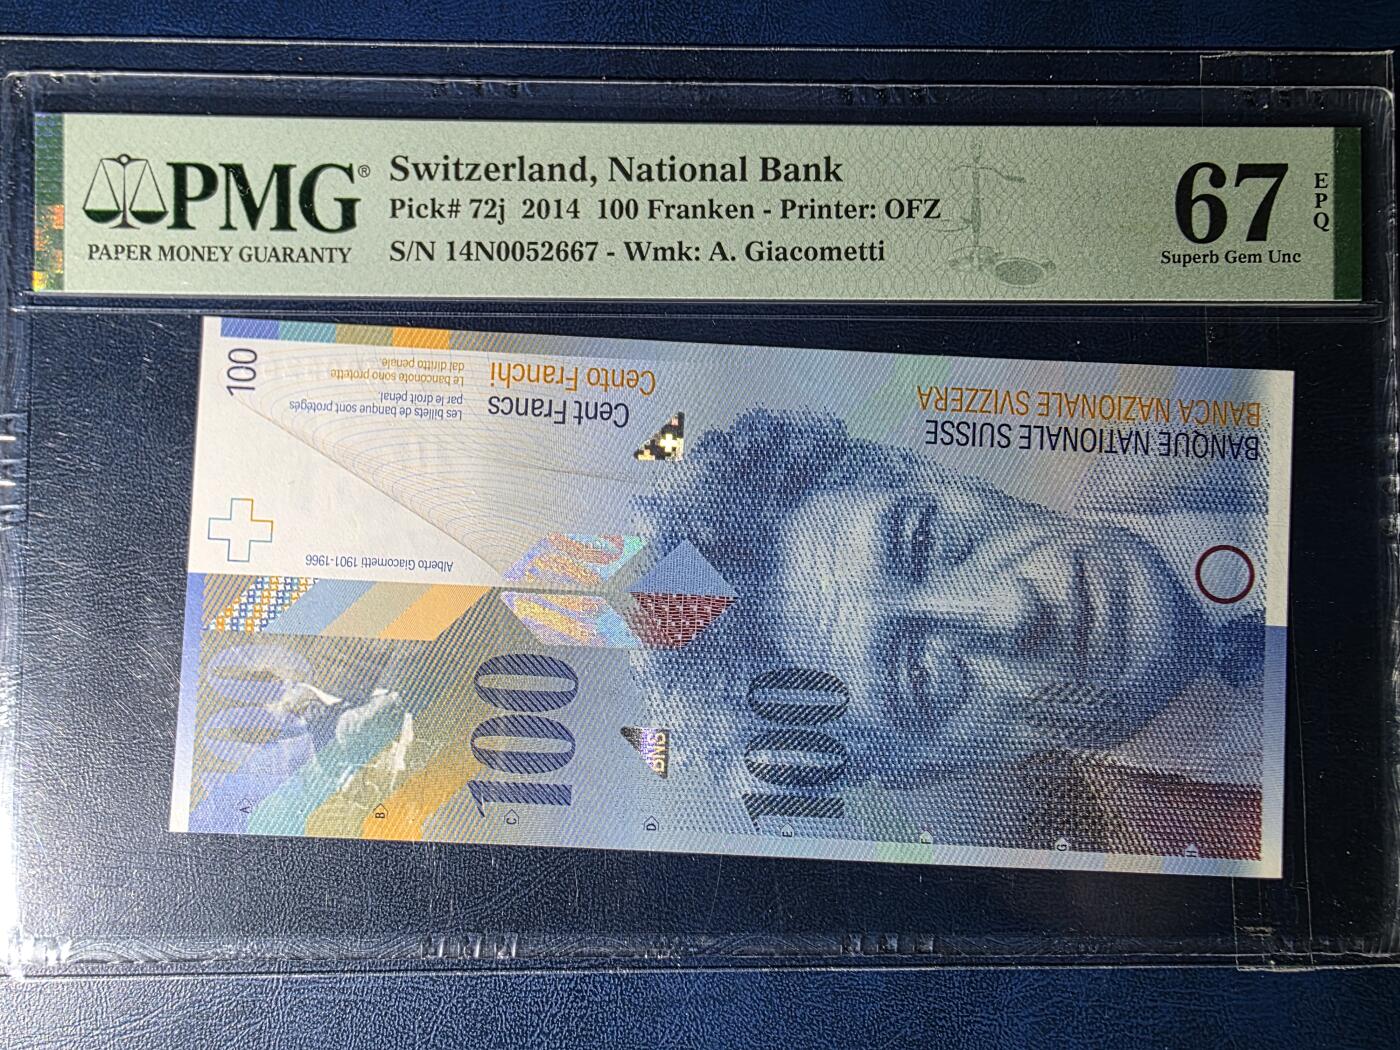 PMG®
PAPER MONEY GUARANTY
Switzerland, National Bank
Pick# 72j 2014 100 Franken - Printer: OFZ
S/N 14N0052667 - Wmk: A. Giacometti
67
EPQ
Superb Gem Unc
100
BANQUE NATIONALE SUISSE
BANCA NAZIONALE SVIZZERA
Cent Francs
Cento Franchi
Les billets de banque sont protégés
par le droit pénal.
Le banconote sono protette
dal diritto penale.
Alberto Giacometti 1901-1966
100
100
100
BNS
A
B
C
D
E
F
G
H